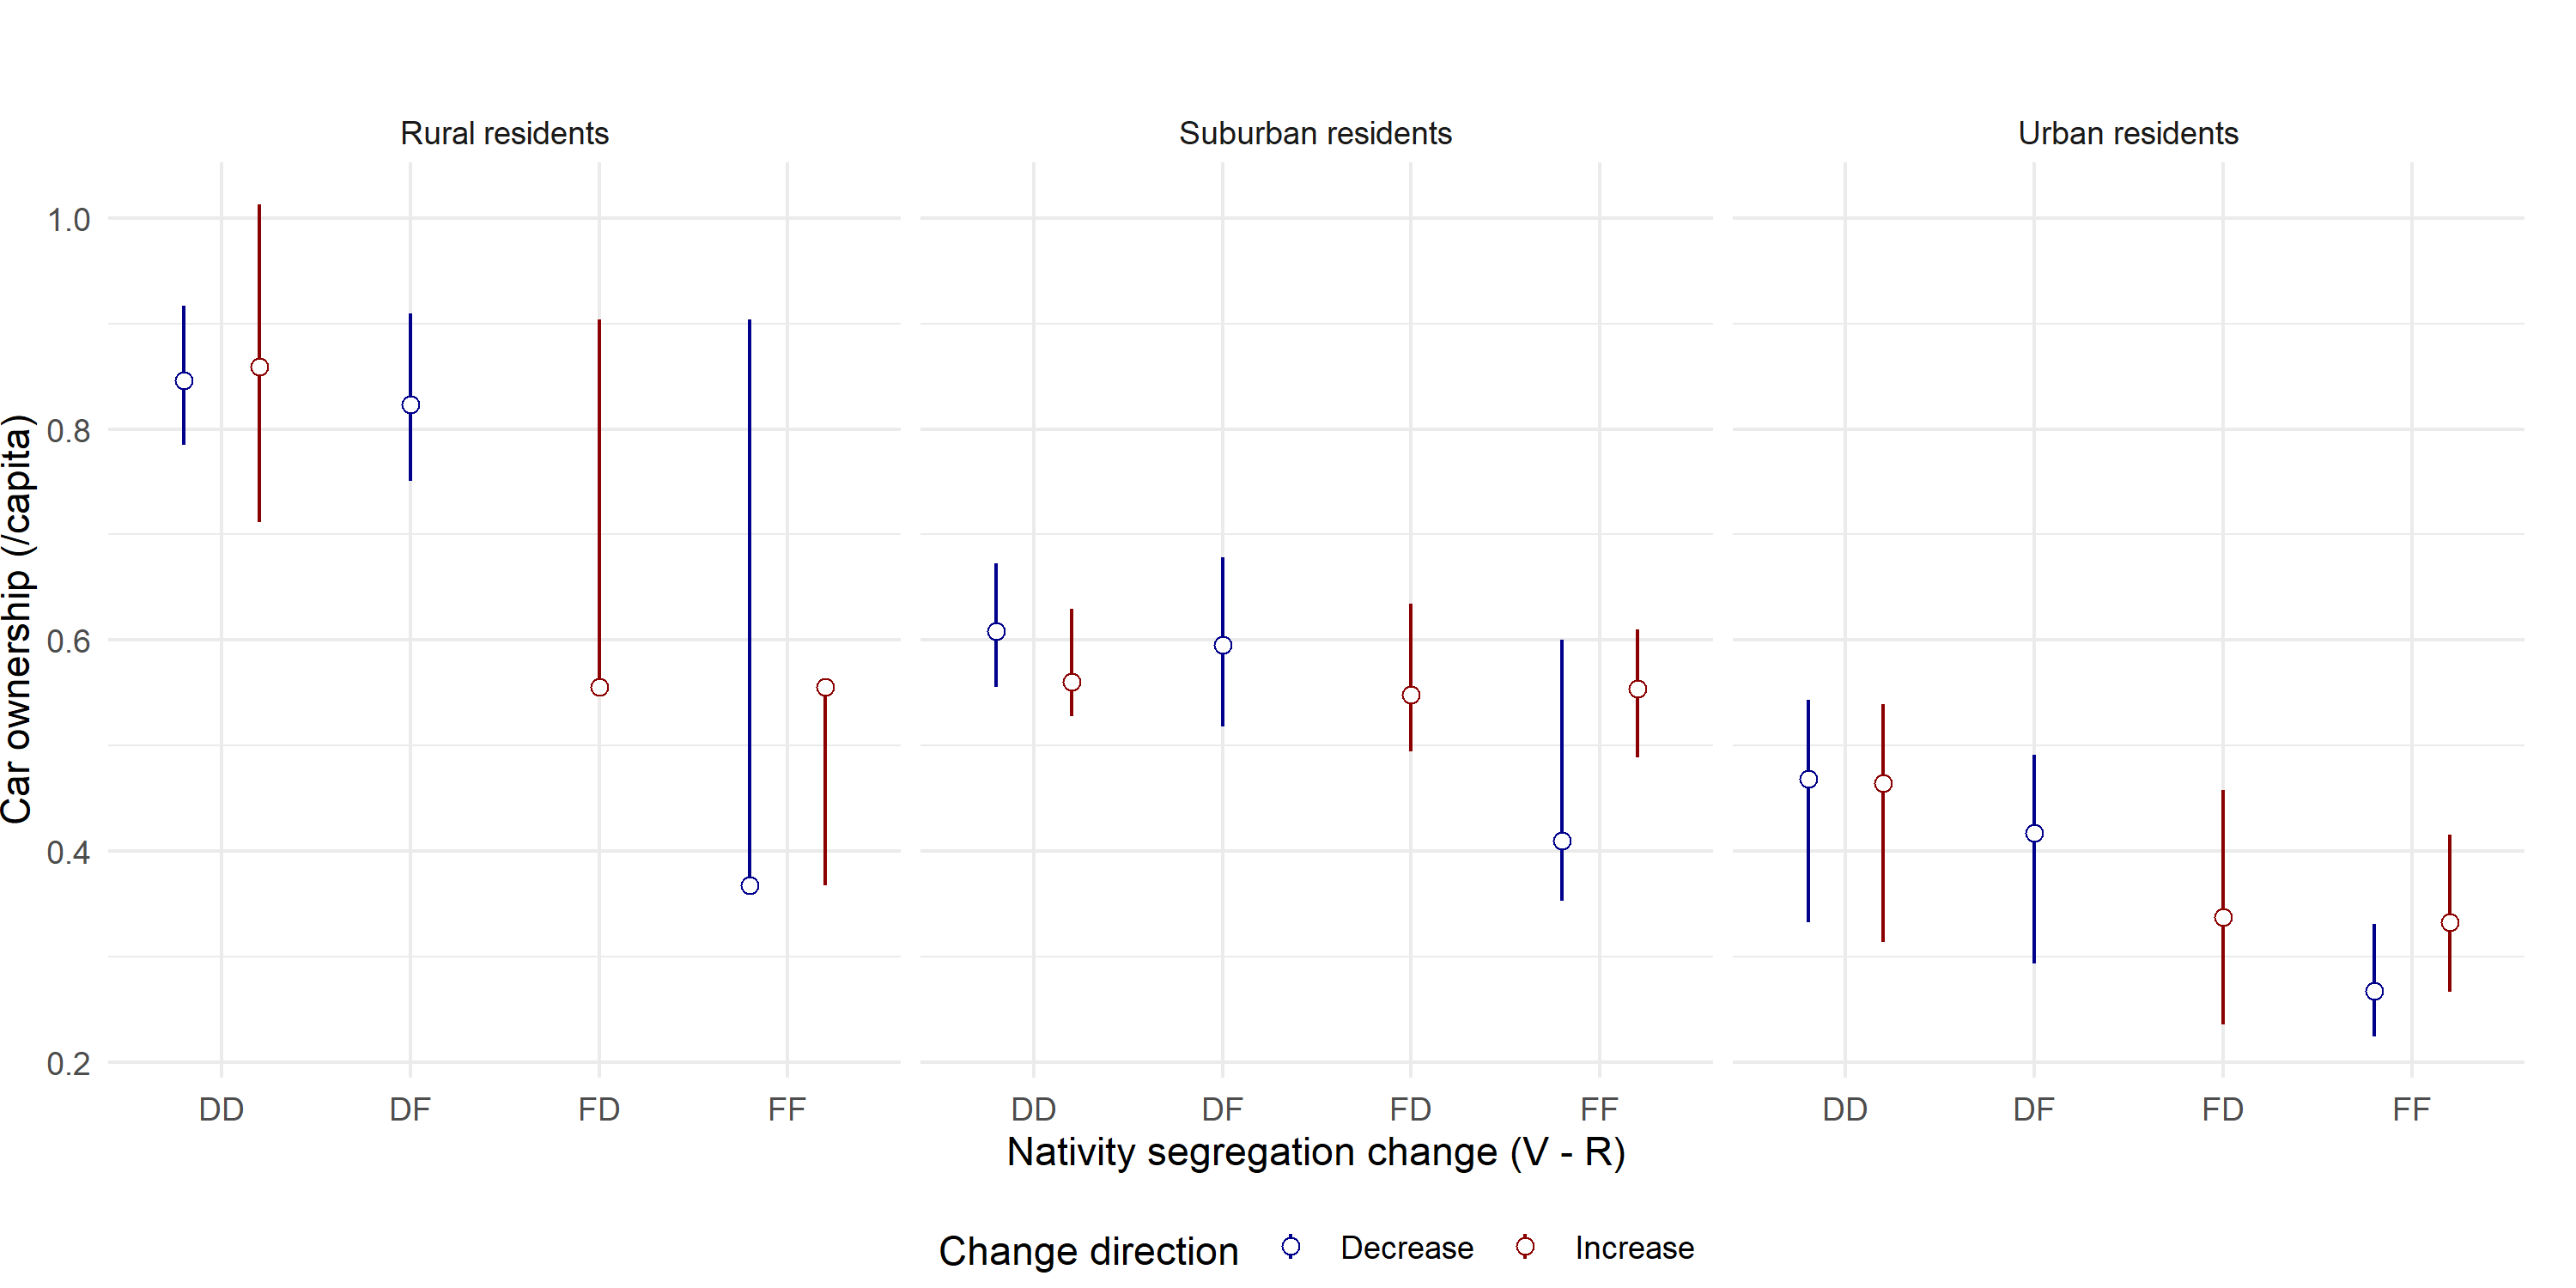 Rural residents
Suburban residents
Urban residents
Car ownership (/capita)
1.0
0.8
0.6
0.4
0.2
DD DF FD FF
DD DF FD FF
DD DF FD FF
Nativity segregation change (V - R)
Change direction Decrease Increase